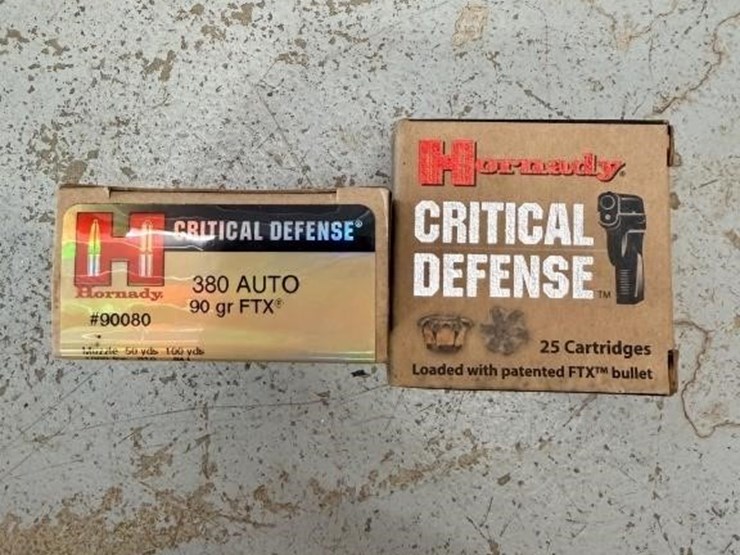 CRITICAL DEFENSE®
Hornady
380 AUTO
90 gr FTX®
#90080
Muzzle 50 yds 100 yds
Hornady®
CRITICAL
DEFENSE™
25 Cartridges
Loaded with patented FTX™ bullet